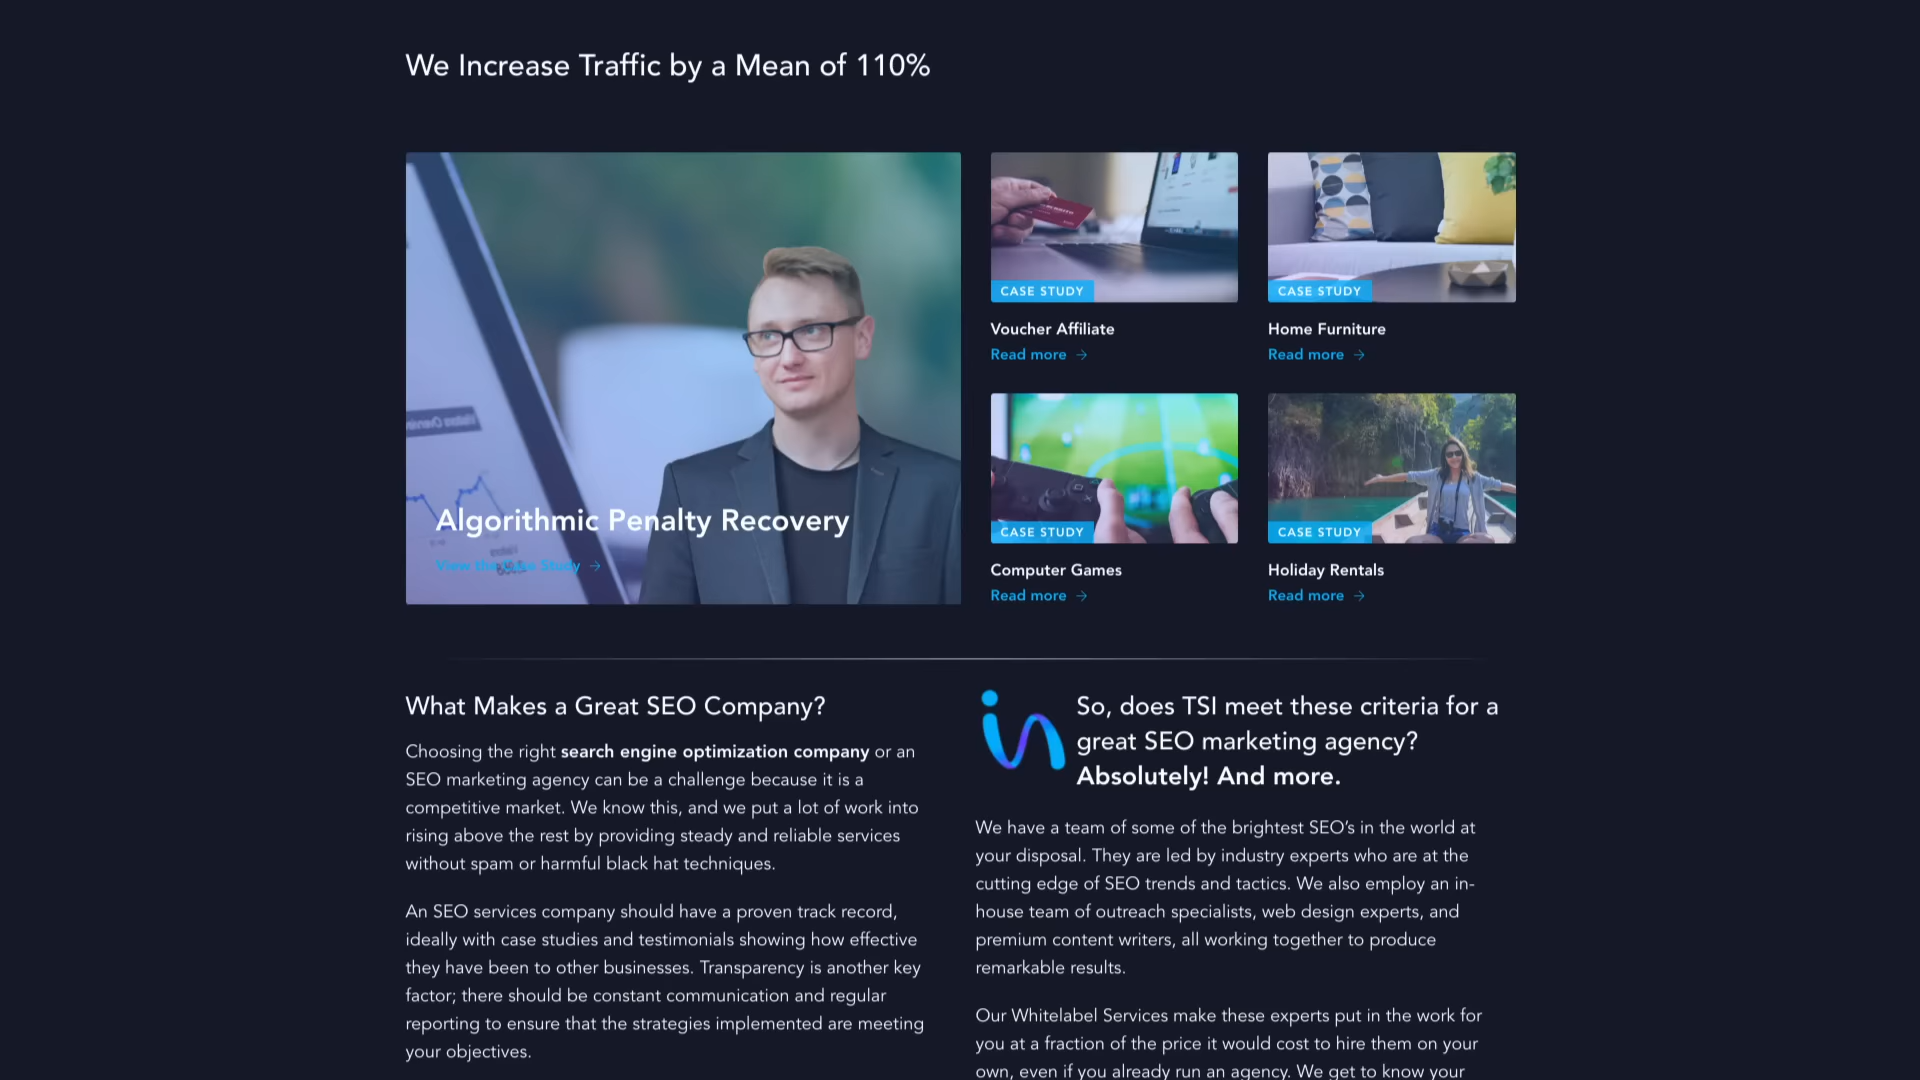 We Increase Traffic by a Mean of 110%
Algorithmic Penalty Recovery
View the Case Study
CASE STUDY
Voucher Affiliate
Read more
CASE STUDY
Home Furniture
Read more
CASE STUDY
Computer Games
Read more
CASE STUDY
Holiday Rentals
Read more
What Makes a Great SEO Company?
Choosing the right search engine optimization company or an
SEO marketing agency can be a challenge because it is a
competitive market. We know this, and we put a lot of work into
rising above the rest by providing steady and reliable services
without spam or harmful black hat techniques.
An SEO services company should have a proven track record,
ideally with case studies and testimonials showing how effective
they have been to other businesses. Transparency is another key
factor; there should be constant communication and regular
reporting to ensure that the strategies implemented are meeting
your objectives.
So, does TSI meet these criteria for a
great SEO marketing agency?
Absolutely! And more.
We have a team of some of the brightest SEO's in the world at
your disposal. They are led by industry experts who are at the
cutting edge of SEO trends and tactics. We also employ an in-
house team of outreach specialists, web design experts, and
premium content writers, all working together to produce
remarkable results.
Our Whitelabel Services make these experts put in the work for
you at a fraction of the price it would cost to hire them on your
own, even if you already run an agency. We get to know your